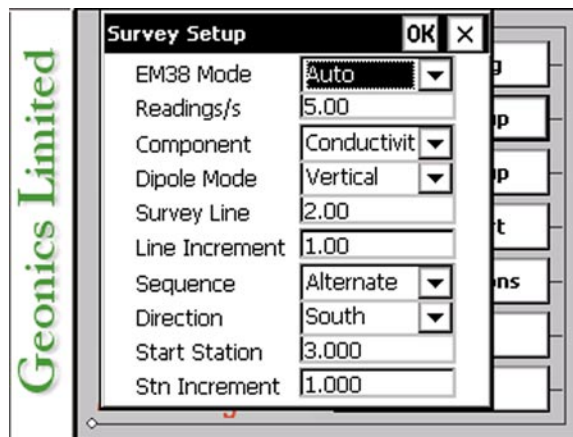 Geonics Limited
Survey Setup OK ×
EM38 Mode Auto
Readings/s 5.00
Component Conductivit
Dipole Mode Vertical
Survey Line 2.00
Line Increment 1.00
Sequence Alternate
Direction South
Start Station 3.000
Stn Increment 1.000